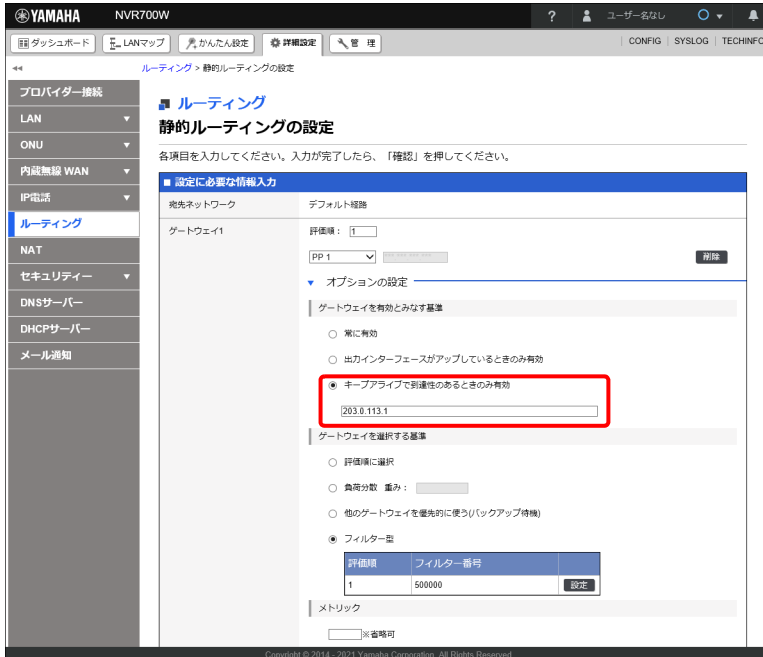 YAMAHA NVR700W ? ユーザー名なし
ダッシュボード LANマップ かんたん設定 詳細設定 管 理 CONFIG SYSLOG TECHINFO
ルーティング > 静的ルーティングの設定
プロバイダー接続
LAN
ONU
内蔵無線 WAN
IP電話
ルーティング
NAT
セキュリティー
DNSサーバー
DHCPサーバー
メール通知
ルーティング
静的ルーティングの設定
各項目を入力してください。入力が完了したら、「確認」を押してください。
■ 設定に必要な情報入力
宛先ネットワーク デフォルト経路
ゲートウェイ1 評価順： 1
PP 1 削除
オプションの設定
ゲートウェイを有効とみなす基準
常に有効
出力インターフェースがアップしているときのみ有効
キープアライブで到達性のあるときのみ有効
203.0.113.1
ゲートウェイを選択する基準
評価順に選択
負荷分散 重み：
他のゲートウェイを優先的に使う(バックアップ待機)
フィルター型
評価順 フィルター番号
1 500000 設定
メトリック
※省略可
Copyright © 2014 - 2021 Yamaha Corporation. All Rights Reserved.